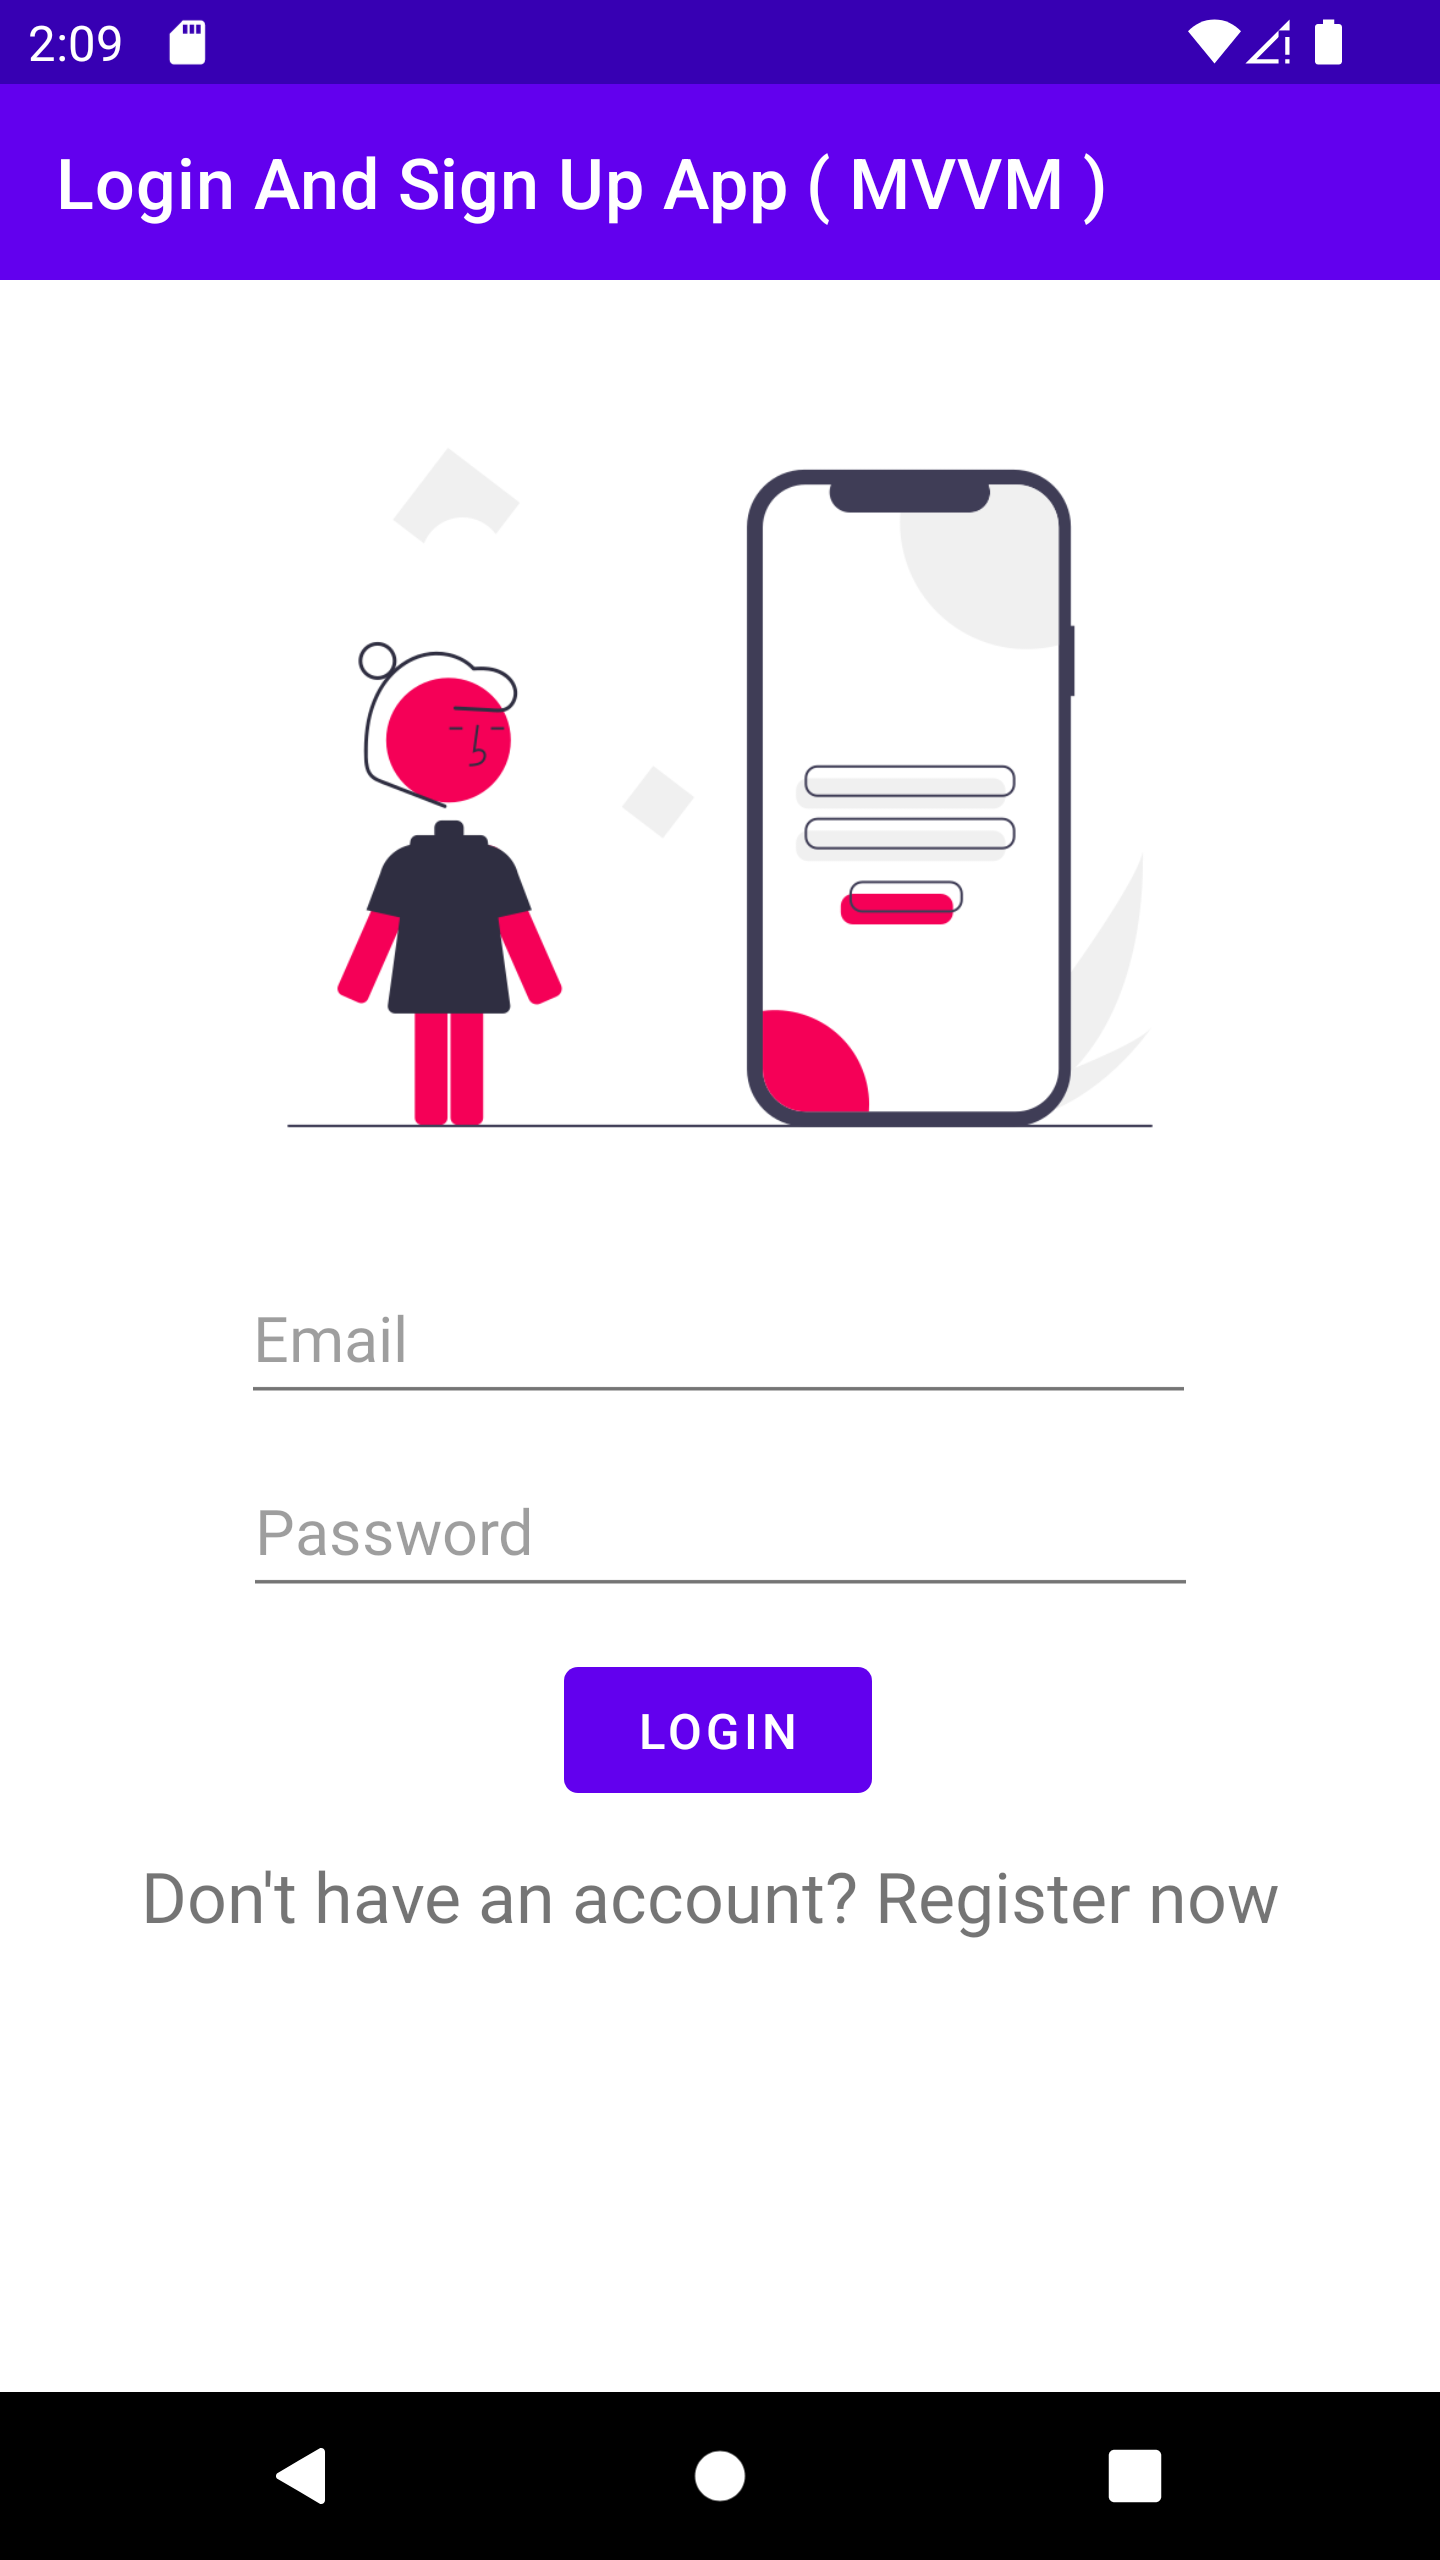 2:09
Login And Sign Up App ( MVVM )
Email
Password
LOGIN
Don't have an account? Register now